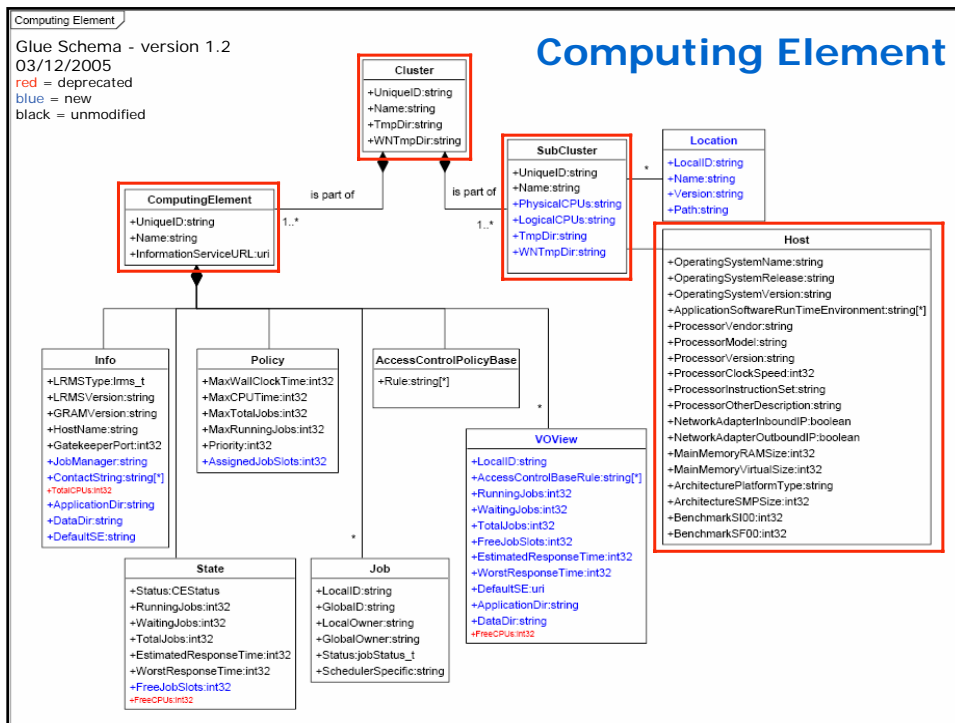 Computing Element
Glue Schema - version 1.2
03/12/2005
red = deprecated
blue = new
black = unmodified
Computing Element
Cluster
+UniqueID:string
+Name:string
+TmpDir:string
+WNTmpDir:string
is part of
1..*
is part of
1..*
SubCluster
+UniqueID:string
+Name:string
+PhysicalCPUs:string
+LogicalCPUs:string
+TmpDir:string
+WNTmpDir:string
*
Location
+LocalID:string
+Name:string
+Version:string
+Path:string
ComputingElement
+UniqueID:string
+Name:string
+InformationServiceURL:uri
Host
+OperatingSystemName:string
+OperatingSystemRelease:string
+OperatingSystemVersion:string
+ApplicationSoftwareRunTimeEnvironment:string[*]
+ProcessorVendor:string
+ProcessorModel:string
+ProcessorVersion:string
+ProcessorClockSpeed:int32
+ProcessorInstructionSet:string
+ProcessorOtherDescription:string
+NetworkAdapterInboundIP:boolean
+NetworkAdapterOutboundIP:boolean
+MainMemoryRAMSize:int32
+MainMemoryVirtualSize:int32
+ArchitecturePlatformType:string
+ArchitectureSMPSize:int32
+BenchmarkSI00:int32
+BenchmarkSF00:int32
Info
+LRMSType:lrms_t
+LRMSVersion:string
+GRAMVersion:string
+HostName:string
+GatekeeperPort:int32
+JobManager:string
+ContactString:string[*]
+TotalCPUs:int32
+ApplicationDir:string
+DataDir:string
+DefaultSE:string
Policy
+MaxWallClockTime:int32
+MaxCPUTime:int32
+MaxTotalJobs:int32
+MaxRunningJobs:int32
+Priority:int32
+AssignedJobSlots:int32
AccessControlPolicyBase
+Rule:string[*]
*
VOView
+LocalID:string
+AccessControlBaseRule:string[*]
+RunningJobs:int32
+WaitingJobs:int32
+TotalJobs:int32
+FreeJobSlots:int32
+EstimatedResponseTime:int32
+WorstResponseTime:int32
+DefaultSE:uri
+ApplicationDir:string
+DataDir:string
+FreeCPUs:int32
State
+Status:CEStatus
+RunningJobs:int32
+WaitingJobs:int32
+TotalJobs:int32
+EstimatedResponseTime:int32
+WorstResponseTime:int32
+FreeJobSlots:int32
+FreeCPUs:int32
*
Job
+LocalID:string
+GlobalID:string
+LocalOwner:string
+GlobalOwner:string
+Status:jobStatus_t
+SchedulerSpecific:string